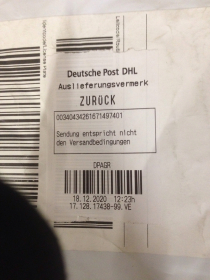 Deutsche Post DHL
Auslieferungsvermerk
ZURÜCK
00340434261671497401
Sendung entspricht nicht
den Versandbedingungen
DPAGR
18.12.2020 12:23h
17.128.17438-99.VE